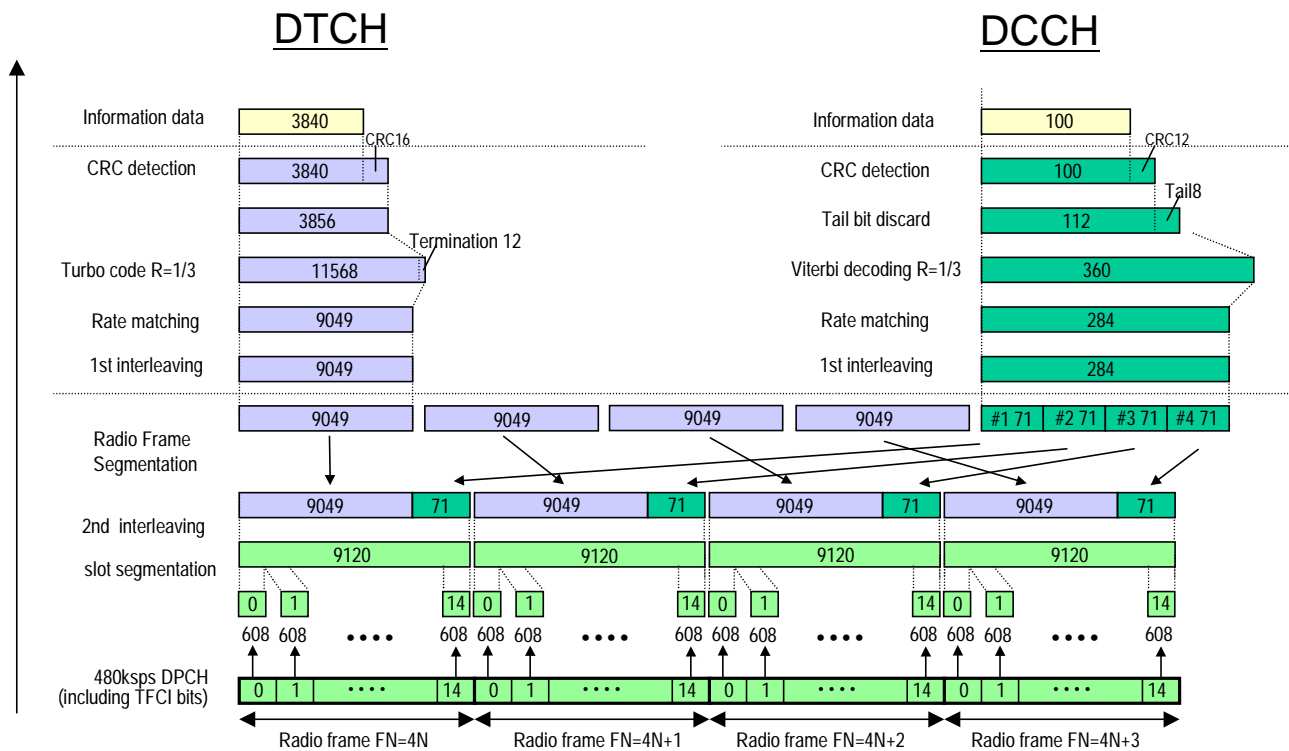 DTCH DCCH
Information data 3840 Information data 100
CRC16 CRC12
CRC detection 3840 CRC detection 100
Tail8
3856 Tail bit discard 112
Termination 12
Turbo code R=1/3 11568 Viterbi decoding R=1/3 360
Rate matching 9049 Rate matching 284
1st interleaving 9049 1st interleaving 284
9049 9049 9049 9049 #1 71 #2 71 #3 71 #4 71
Radio Frame
Segmentation
9049 71 9049 71 9049 71 9049 71
2nd interleaving
9120 9120 9120 9120
slot segmentation
0 1 14 0 1 14 0 1 14 0 1 14
608 608 •••• 608 608 608 •••• 608 608 608 •••• 608 608 608 •••• 608
480ksps DPCH
(including TFCI bits)
0 1 •••• 14 0 1 •••• 14 0 1 •••• 14 0 1 •••• 14
Radio frame FN=4N Radio frame FN=4N+1 Radio frame FN=4N+2 Radio frame FN=4N+3